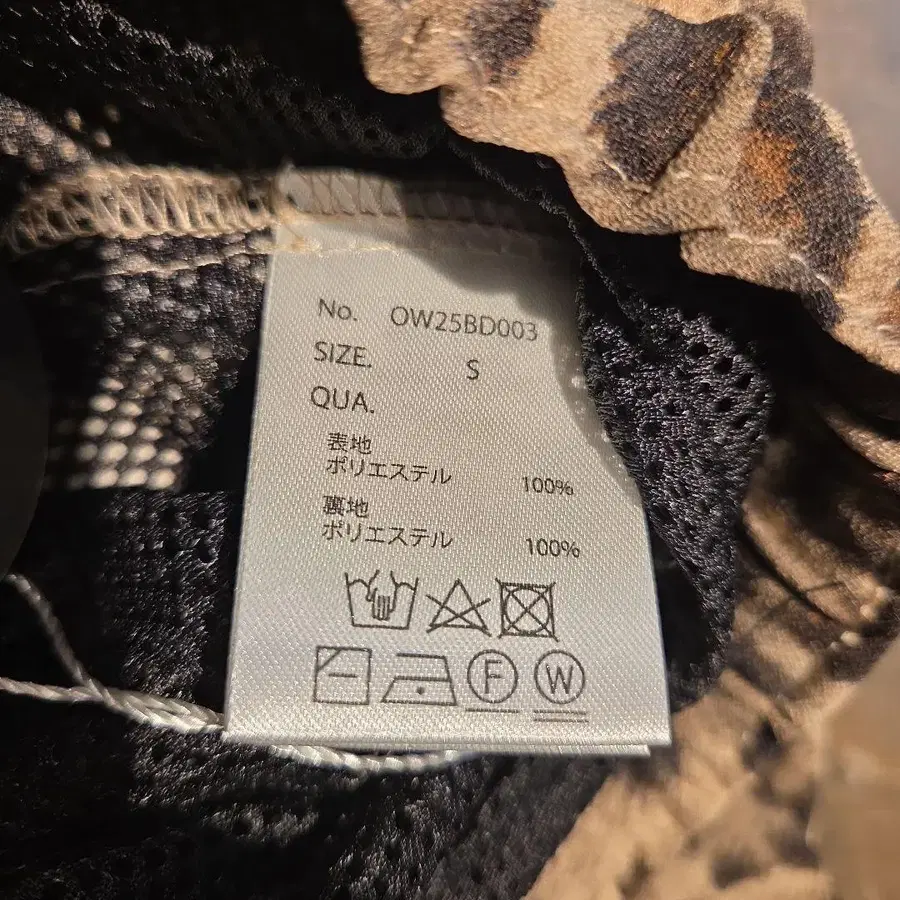 No. OW25BD003
SIZE. S
QUA.
表地
ポリエステル 100%
裏地
ポリエステル 100%
F W